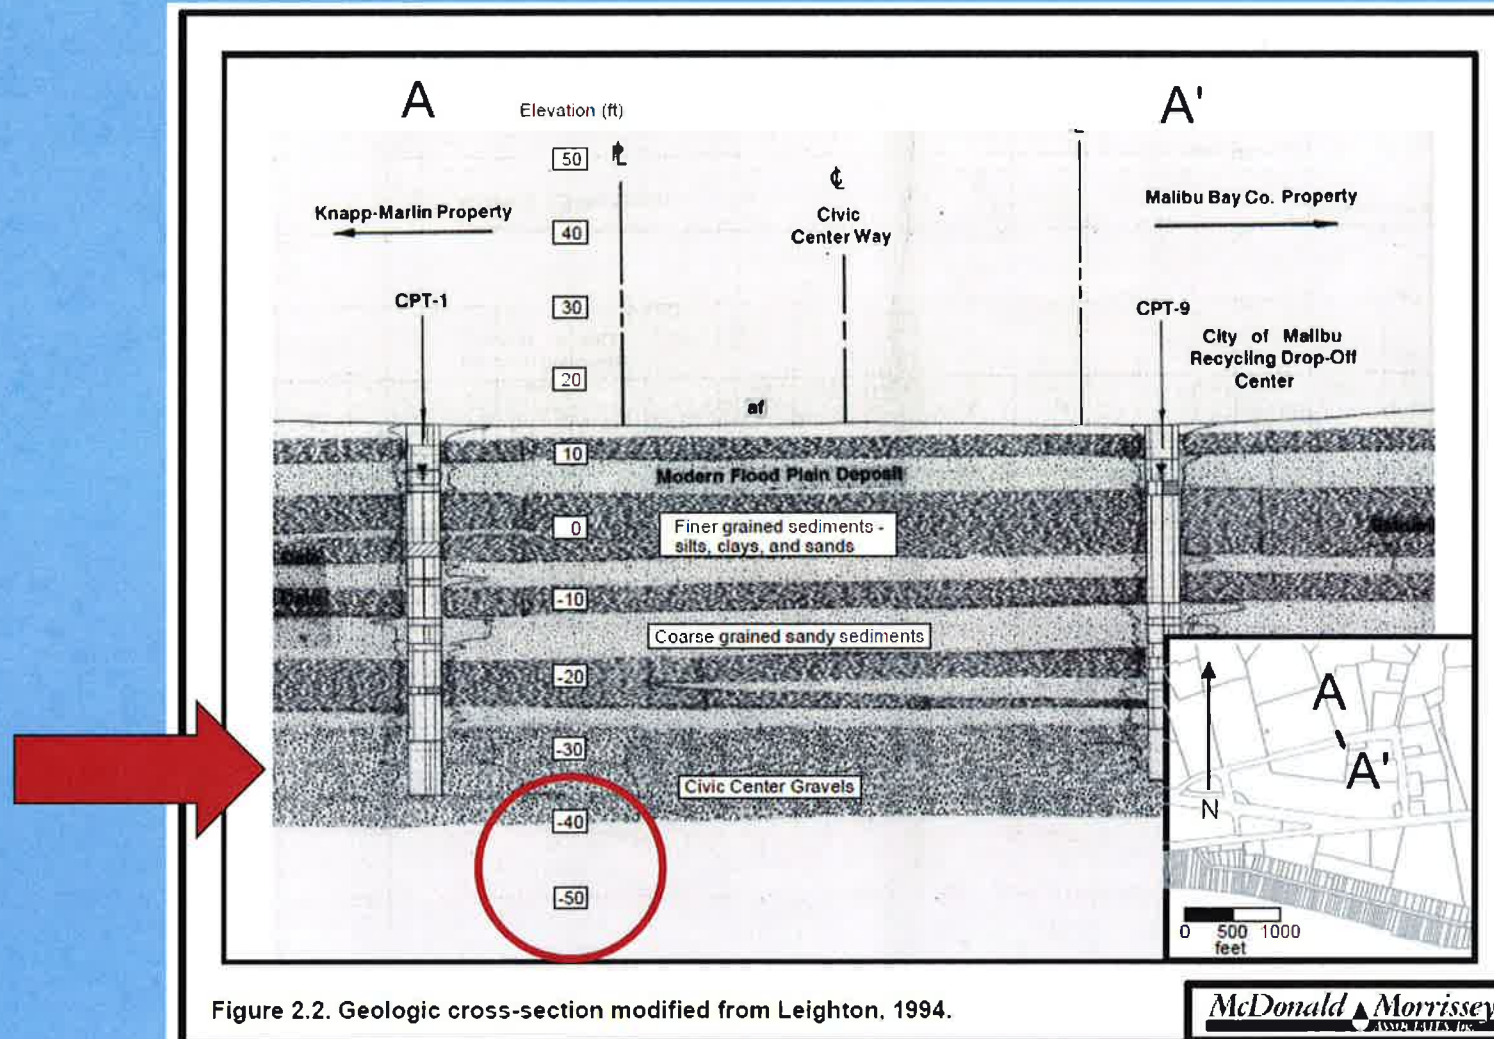 A
A'
Elevation (ft)
50
40
30
20
10
0
-10
-20
-30
-40
-50
Knapp-Marlin Property
℄
Civic
Center Way
Malibu Bay Co. Property
CPT-1
CPT-9
City of Malibu
Recycling Drop-Off
Center
af
Modern Flood Plain Deposit
Finer grained sediments -
silts, clays, and sands
Coarse grained sandy sediments
Civic Center Gravels
A
A'
N
0 500 1000
feet
Figure 2.2. Geologic cross-section modified from Leighton, 1994.
McDonald Morrissey
ASSOCIATES, Inc.